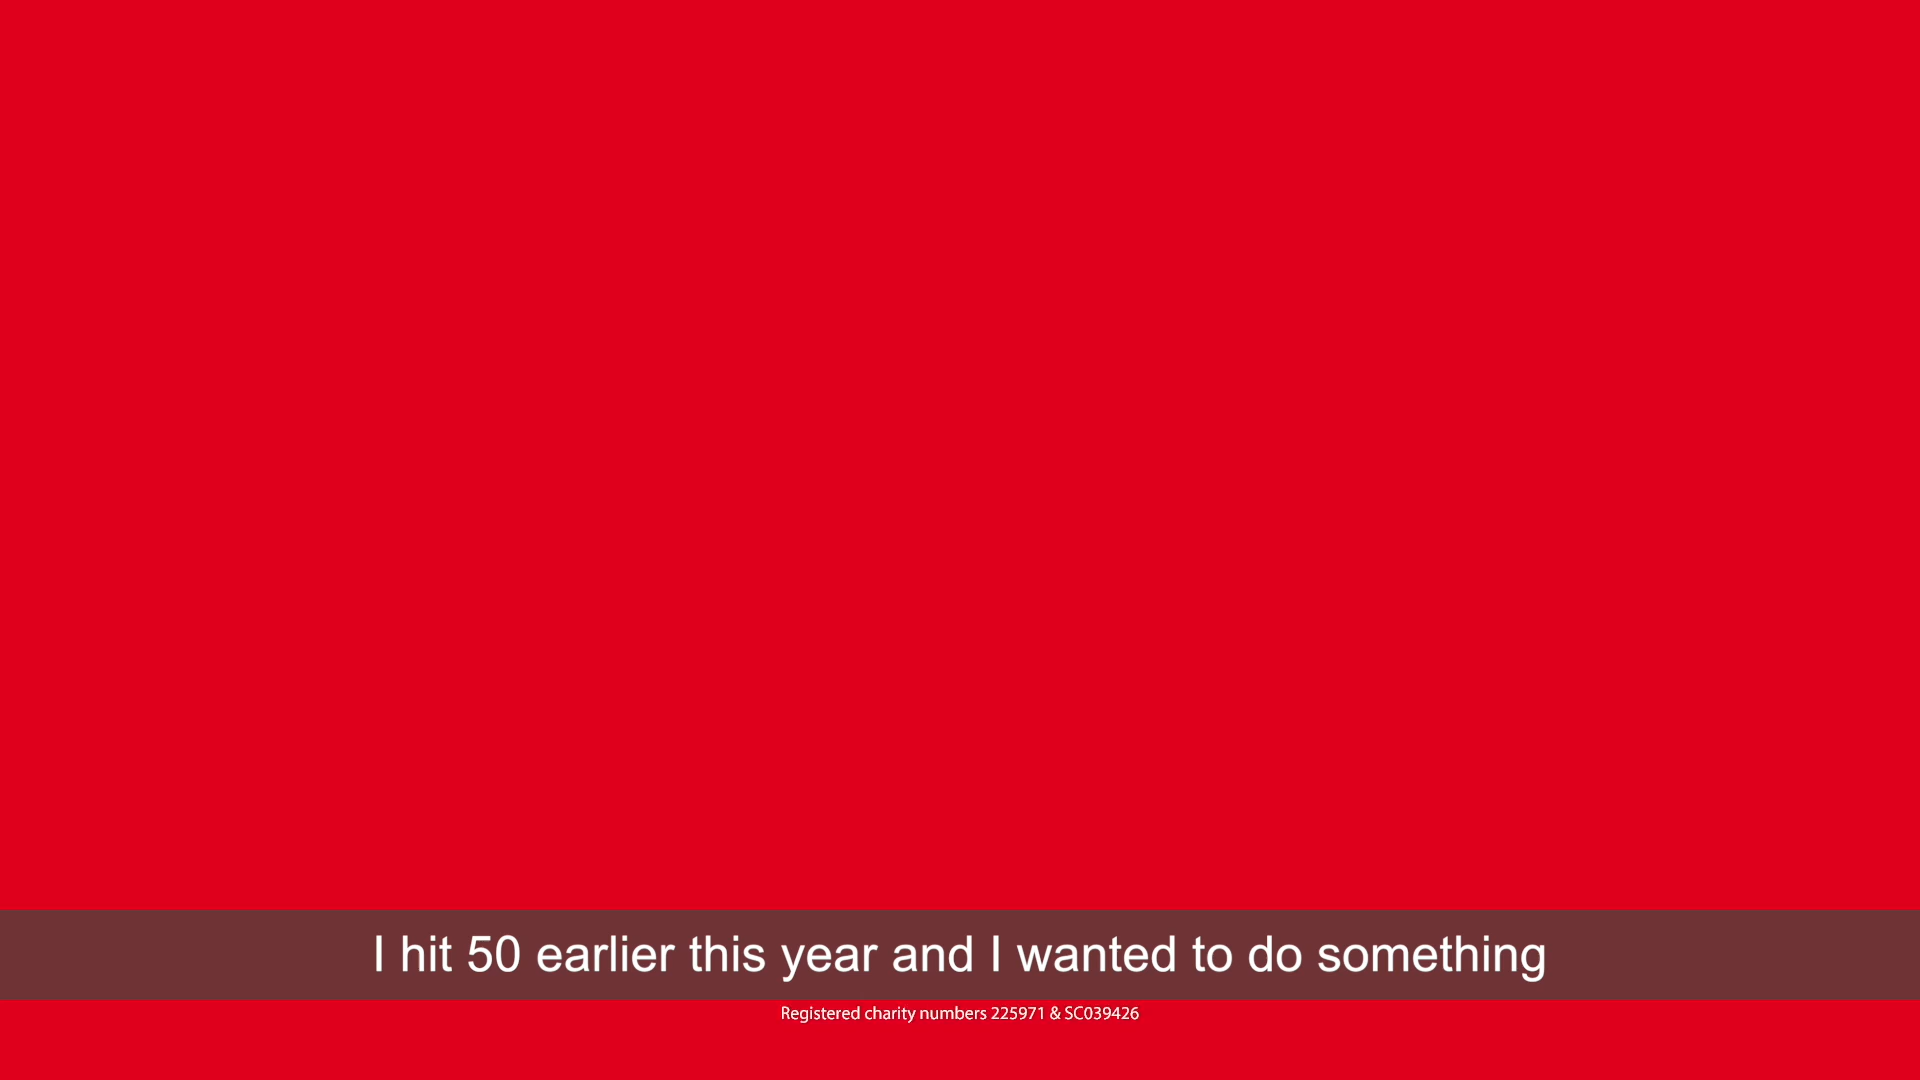 I hit 50 earlier this year and I wanted to do something
Registered charity numbers 225971 & SC039426